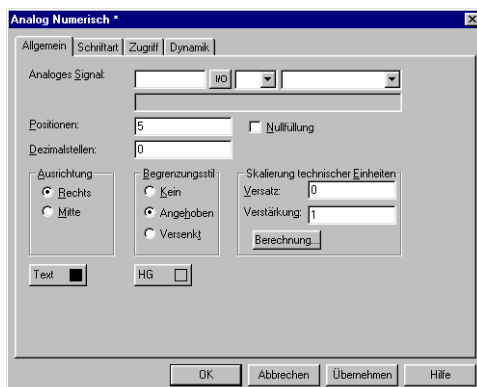 Analog Numerisch *
Allgemein Schriftart Zugriff Dynamik
Analoges Signal: I/O
Positionen: 5 Nullfüllung
Dezimalstellen: 0
Ausrichtung Begrenzungsstil Skalierung technischer Einheiten
Rechts Kein Versatz: 0
Mitte Angehoben Verstärkung: 1
Versenkt Berechnung...
Text HG
OK Abbrechen Übernehmen Hilfe